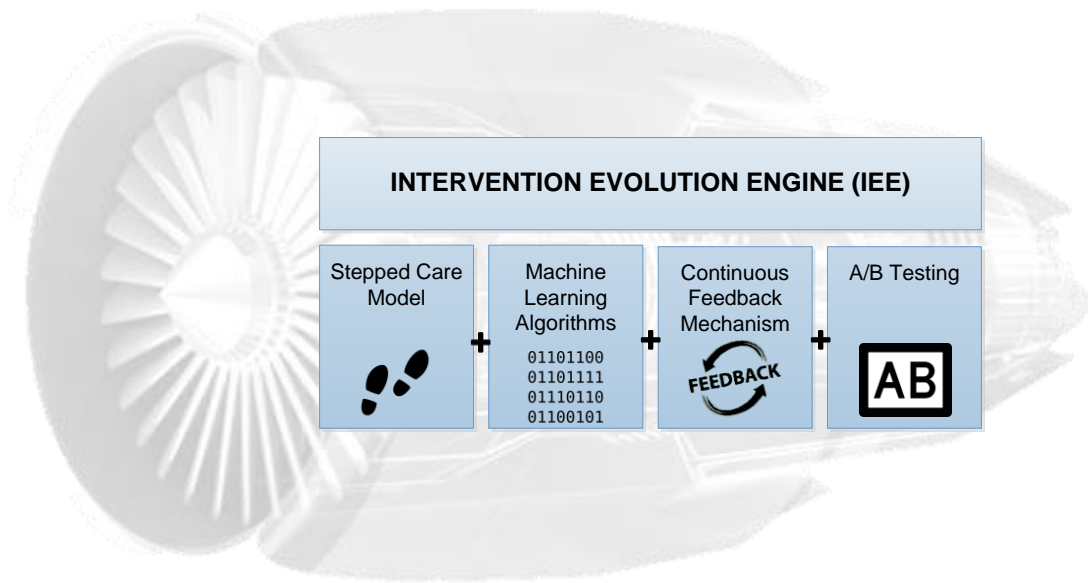 INTERVENTION EVOLUTION ENGINE (IEE)
Stepped Care
Model
Machine
Learning
Algorithms
01101100
01101111
01110110
01100101
Continuous
Feedback
Mechanism
FEEDBACK
A/B Testing
AB
+
+
+